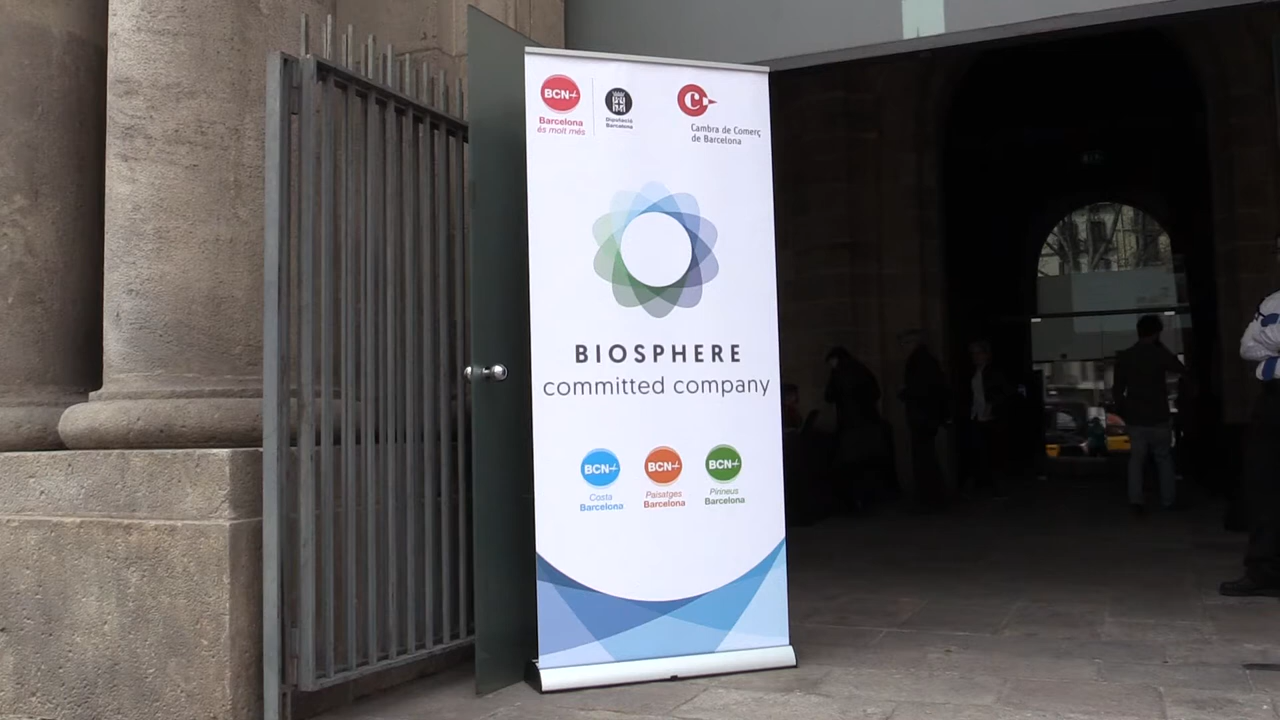 BCN+
Barcelona
és molt més
Diputació
Barcelona
C
Cambra de Comerç
de Barcelona
BIOSPHERE
committed company
BCN+
Costa
Barcelona
BCN+
Paisatges
Barcelona
BCN+
Pirineus
Barcelona